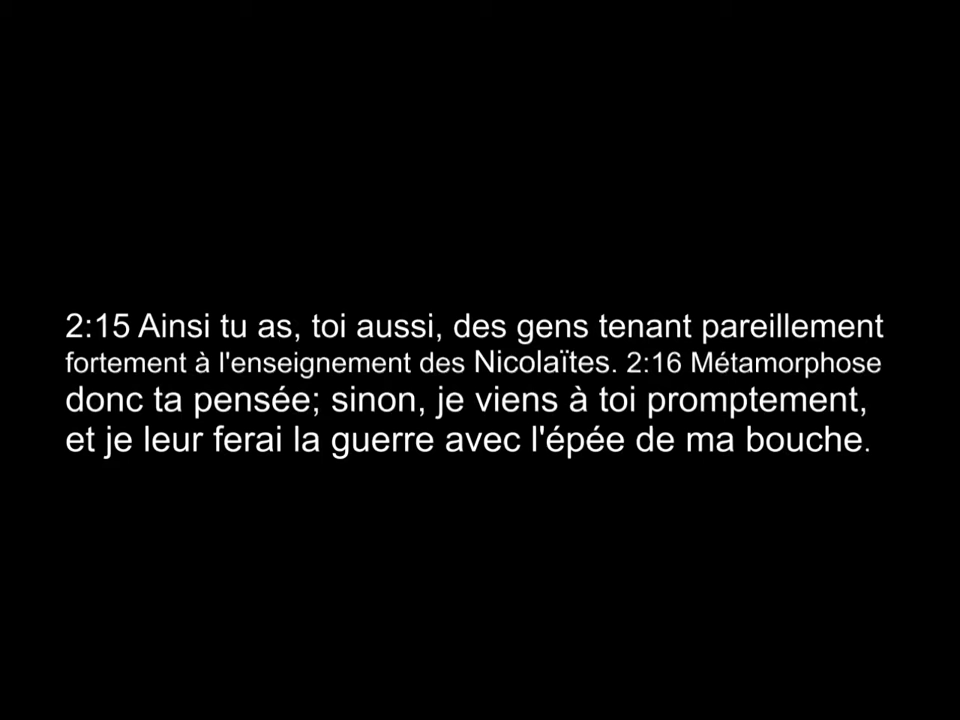 2:15 Ainsi tu as, toi aussi, des gens tenant pareillement
fortement à l'enseignement des Nicolaïtes. 2:16 Métamorphose
donc ta pensée; sinon, je viens à toi promptement,
et je leur ferai la guerre avec l'épée de ma bouche.